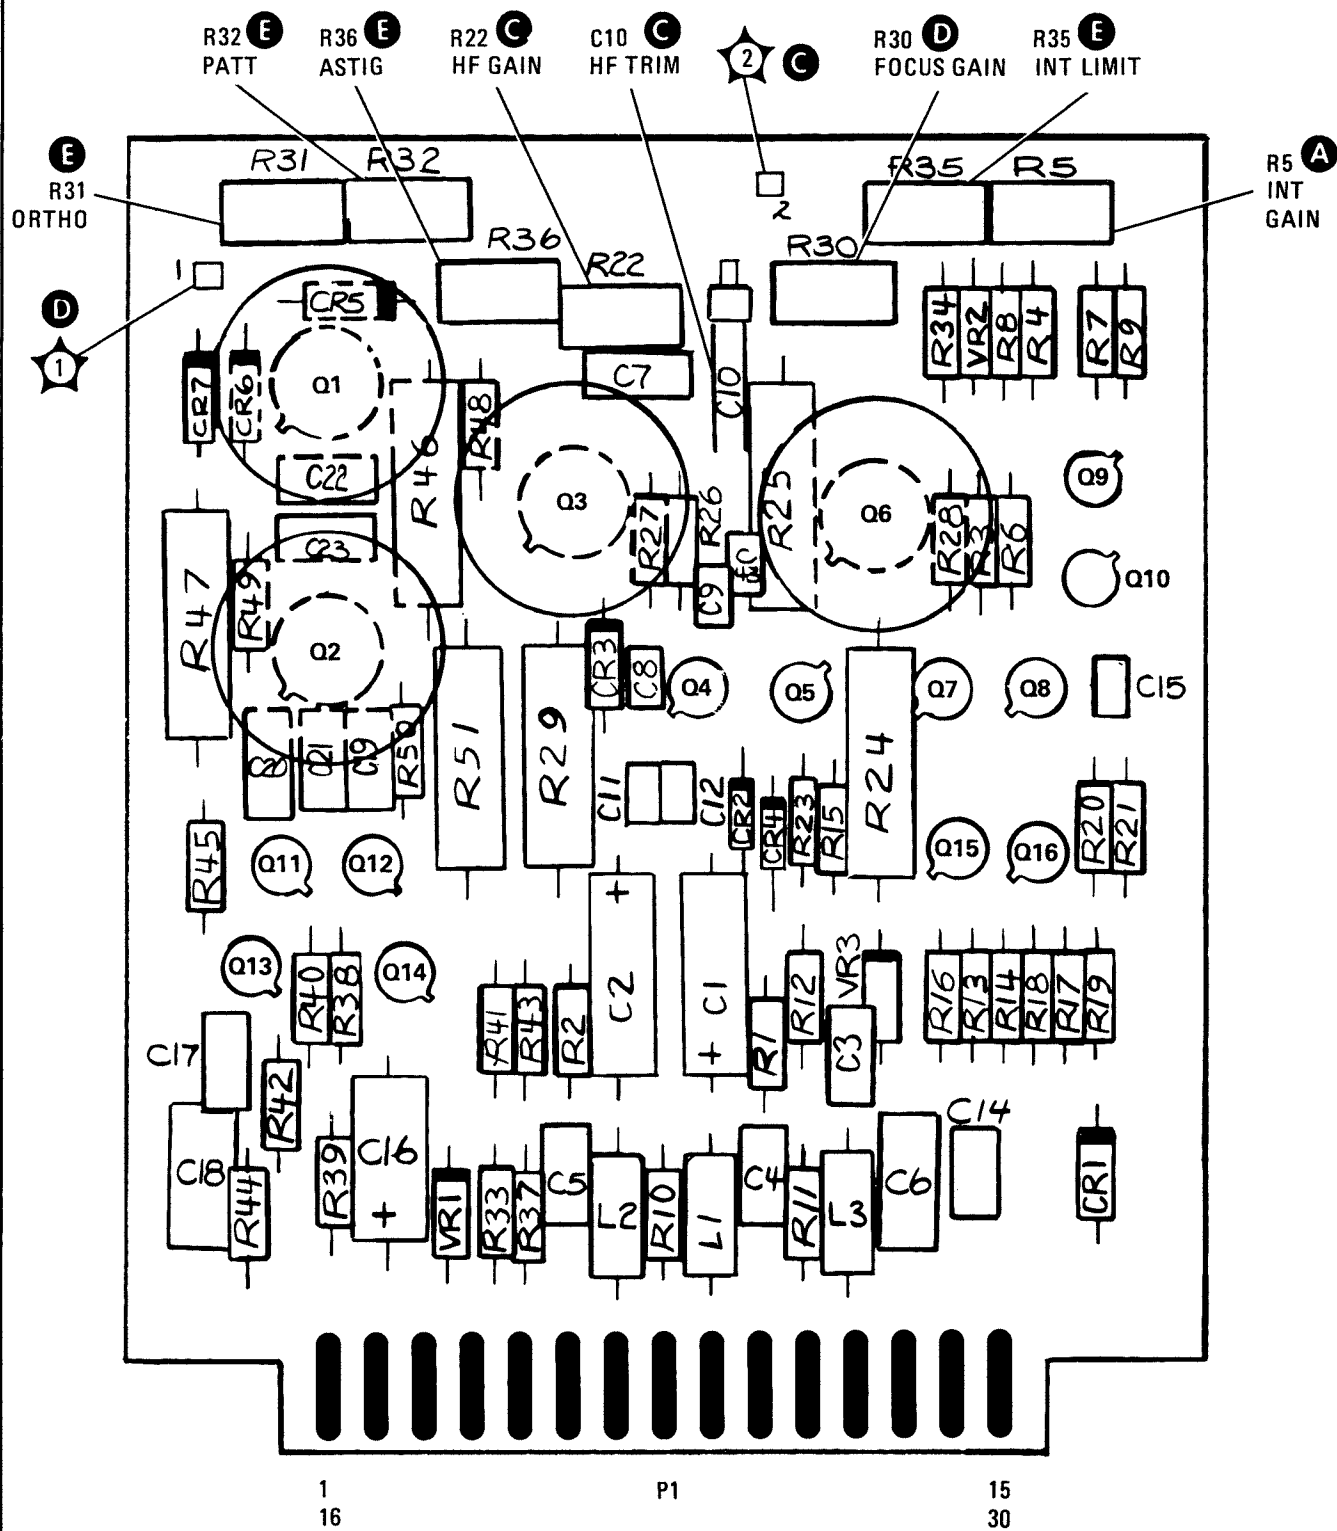 R32 E
PATT
R36 E
ASTIG
R22 C
HF GAIN
C10 C
HF TRIM
2 C
R30 D
FOCUS GAIN
R35 E
INT LIMIT
E
R31
ORTHO
R5 A
INT
GAIN
D
1
R31
R32
R35
R5
2
R36
R22
R30
1
CR5
C7
C10
R34
VR2
R8
R4
R7
R9
CR7
CR6
Q1
R46
R48
C22
Q3
R27
R26
R25
Q6
R28
R3
R6
Q9
Q10
R47
C23
R49
Q2
C9
CR3
C8
Q4
Q5
Q7
Q8
C15
C20
C21
C19
R50
R51
R29
C11
C12
CR2
CR4
R23
R15
R24
Q15
Q16
R20
R21
R45
Q11
Q12
Q13
R40
R38
Q14
R41
R43
R2
+
C2
C1
+
R1
R12
VR3
C3
R16
R13
R14
R18
R17
R19
C17
R42
C18
R44
R39
C16
+
VR1
R33
R37
C5
L2
R10
L1
C4
R11
L3
C6
C14
CR1
1
P1
15
16
30